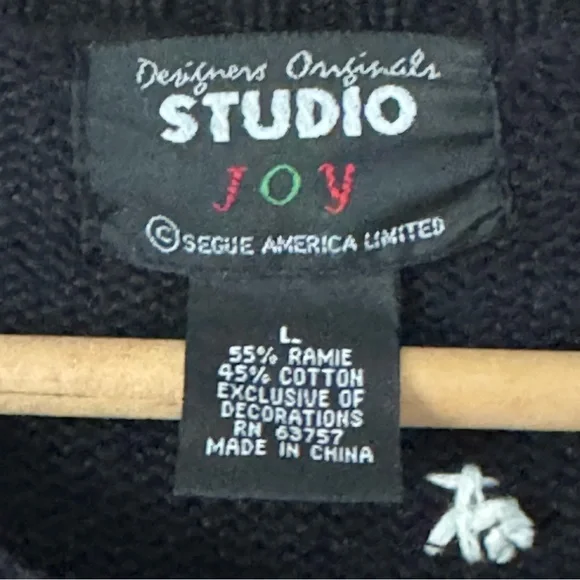 Designers Originals
STUDIO
JOY
©SEGUE AMERICA LIMITED
L
55% RAMIE
45% COTTON
EXCLUSIVE OF
DECORATIONS
RN 63757
MADE IN CHINA